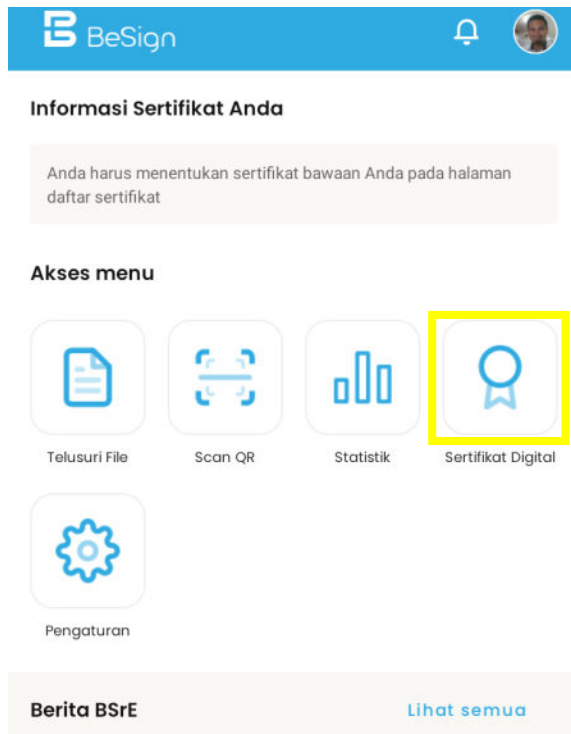 BeSign
Informasi Sertifikat Anda
Anda harus menentukan sertifikat bawaan Anda pada halaman
daftar sertifikat
Akses menu
Telusuri File
Scan QR
Statistik
Sertifikat Digital
Pengaturan
Berita BSrE
Lihat semua